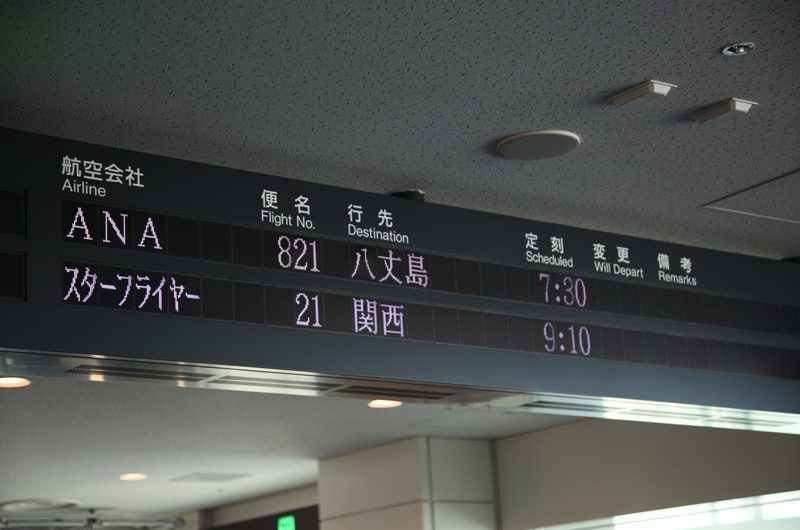 航空会社 便名 行先 定刻 変更 備考
Airline Flight No. Destination Scheduled Will Depart Remarks
ANA 821 八丈島 7:30
スターフライヤー 21 関西 9:10